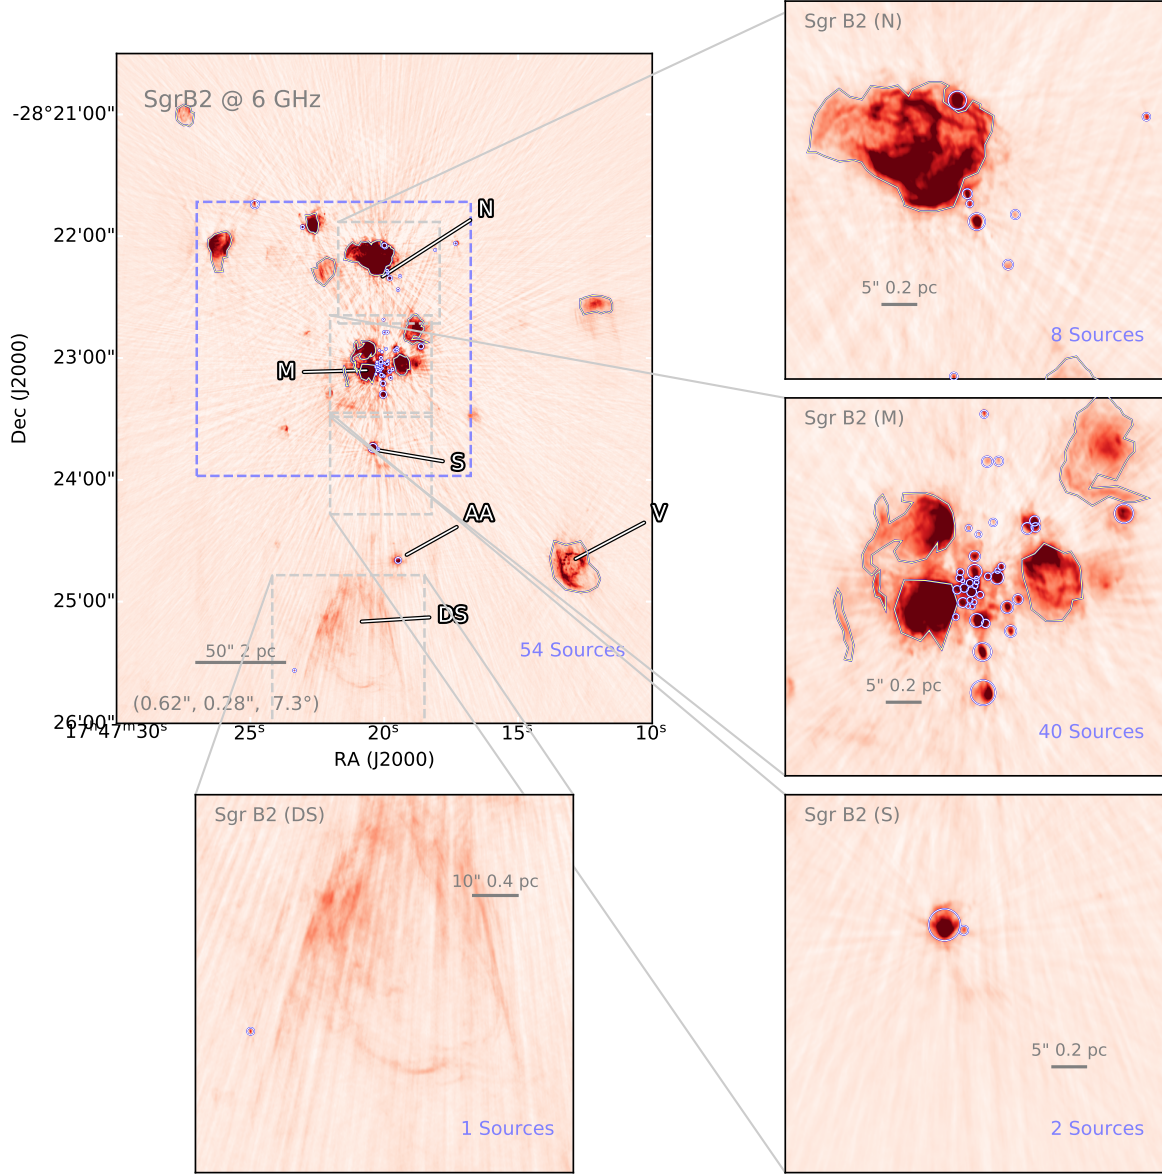 Sgr B2 (N)
SgrB2 @ 6 GHz
-28°21'00"
N
22'00"
5" 0.2 pc
8 Sources
23'00"
M
Sgr B2 (M)
Dec (J2000)
S
24'00"
AA
V
25'00"
DS
50" 2 pc
54 Sources
5" 0.2 pc
(0.62", 0.28", 7.3°)
40 Sources
26'00"
17ʰ47ᵐ30ˢ
25ˢ
20ˢ
15ˢ
10ˢ
RA (J2000)
Sgr B2 (DS)
Sgr B2 (S)
10" 0.4 pc
5" 0.2 pc
1 Sources
2 Sources